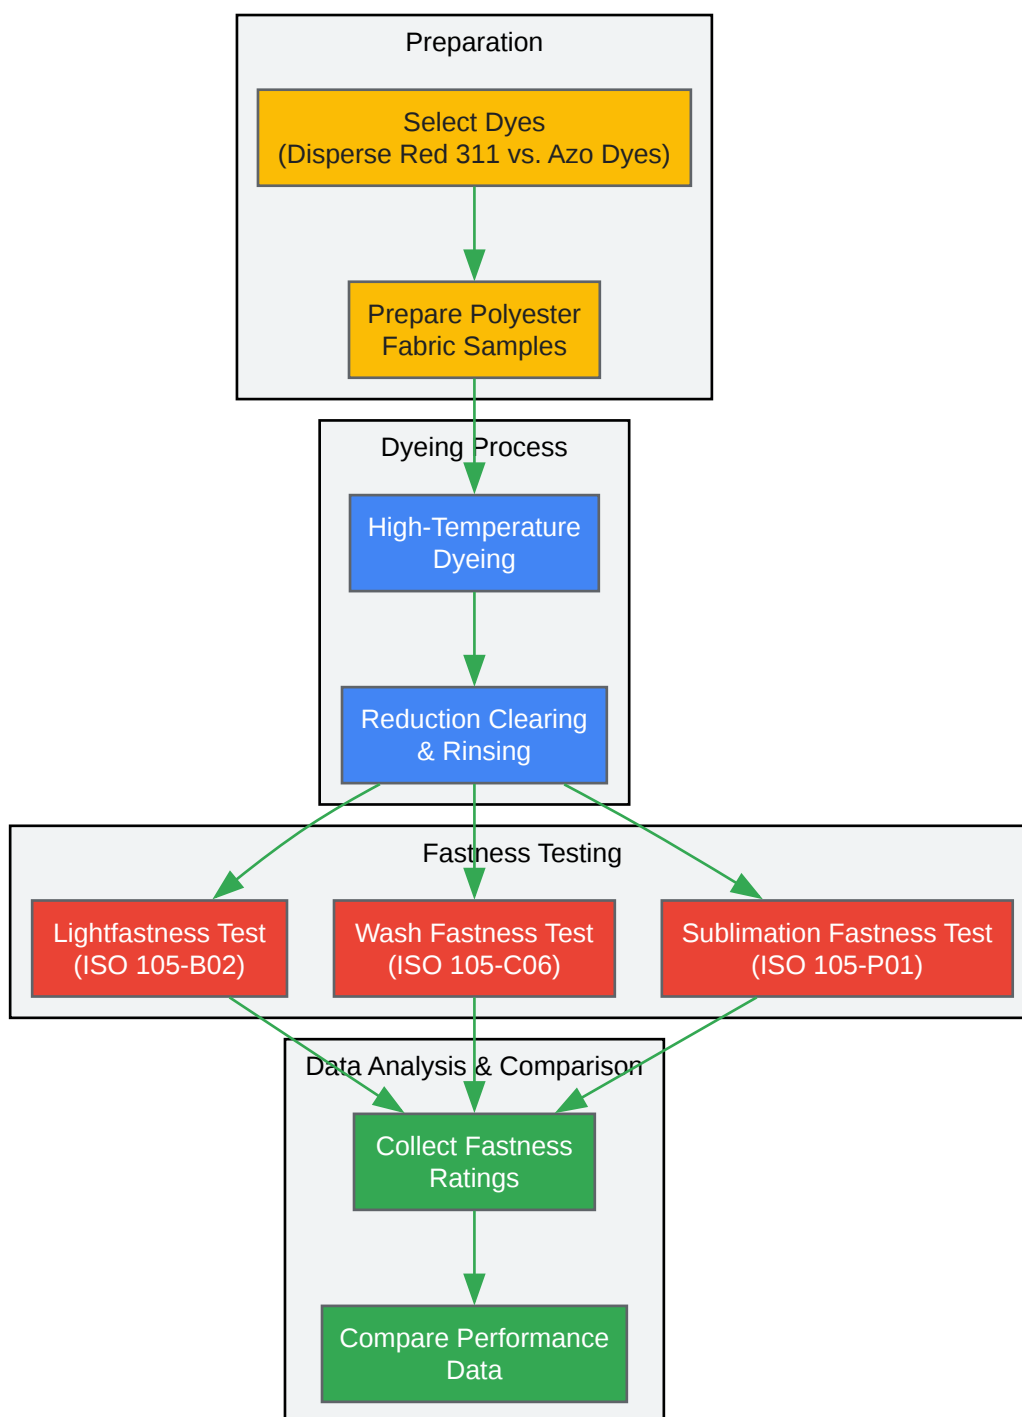 Preparation
Select Dyes
(Disperse Red 311 vs. Azo Dyes)
Prepare Polyester
Fabric Samples
Dyeing Process
High-Temperature
Dyeing
Reduction Clearing
& Rinsing
Fastness Testing
Lightfastness Test
(ISO 105-B02)
Wash Fastness Test
(ISO 105-C06)
Sublimation Fastness Test
(ISO 105-P01)
Data Analysis & Comparison
Collect Fastness
Ratings
Compare Performance
Data